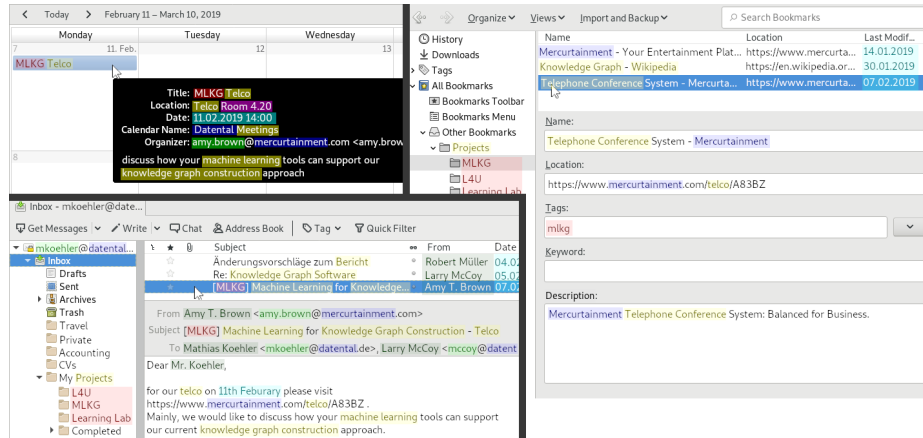 Today
February 11 – March 10, 2019
Monday
Tuesday
Wednesday
7
11. Feb.
12
13
MLKG Telco
Title: MLKG Telco
Location: Telco Room 4.20
Date: 11.02.2019 14:00
Calendar Name: Datental Meetings
Organizer: amy.brown@mercurtainment.com <amy.brow
discuss how your machine learning tools can support our
knowledge graph construction approach
8
Organize
Views
Import and Backup
Search Bookmarks
History
Downloads
Tags
All Bookmarks
Bookmarks Toolbar
Bookmarks Menu
Other Bookmarks
Projects
MLKG
L4U
Learning Lab
Name
Location
Last Modif...
Mercurtainment - Your Entertainment Plat... https://www.mercurta... 14.01.2019
Knowledge Graph - Wikipedia https://en.wikipedia.or... 30.01.2019
Telephone Conference System - Mercurta... https://www.mercurta... 07.02.2019
Name:
Telephone Conference System - Mercurtainment
Location:
https://www.mercurtainment.com/telco/A83BZ
Tags:
mlkg
Keyword:
Description:
Mercurtainment Telephone Conference System: Balanced for Business.
Inbox - mkoehler@date...
Get Messages
Write
Chat
Address Book
Tag
Quick Filter
mkoehler@datental...
Inbox
Drafts
Sent
Archives
Trash
Travel
Private
Accounting
CVs
My Projects
L4U
MLKG
Learning Lab
Completed
Subject
From
Date
Änderungsvorschläge zum Bericht Robert Müller 04.02
Re: Knowledge Graph Software Larry McCoy 05.02
[MLKG] Machine Learning for Knowledge... Amy T. Brown 07.02
From Amy T. Brown <amy.brown@mercurtainment.com>
Subject [MLKG] Machine Learning for Knowledge Graph Construction - Telco
To Mathias Koehler <mkoehler@datental.de>, Larry McCoy <mccoy@datent
Dear Mr. Koehler,
for our telco on 11th Feburary please visit
https://www.mercurtainment.com/telco/A83BZ .
Mainly, we would like to discuss how your machine learning tools can support
our current knowledge graph construction approach.